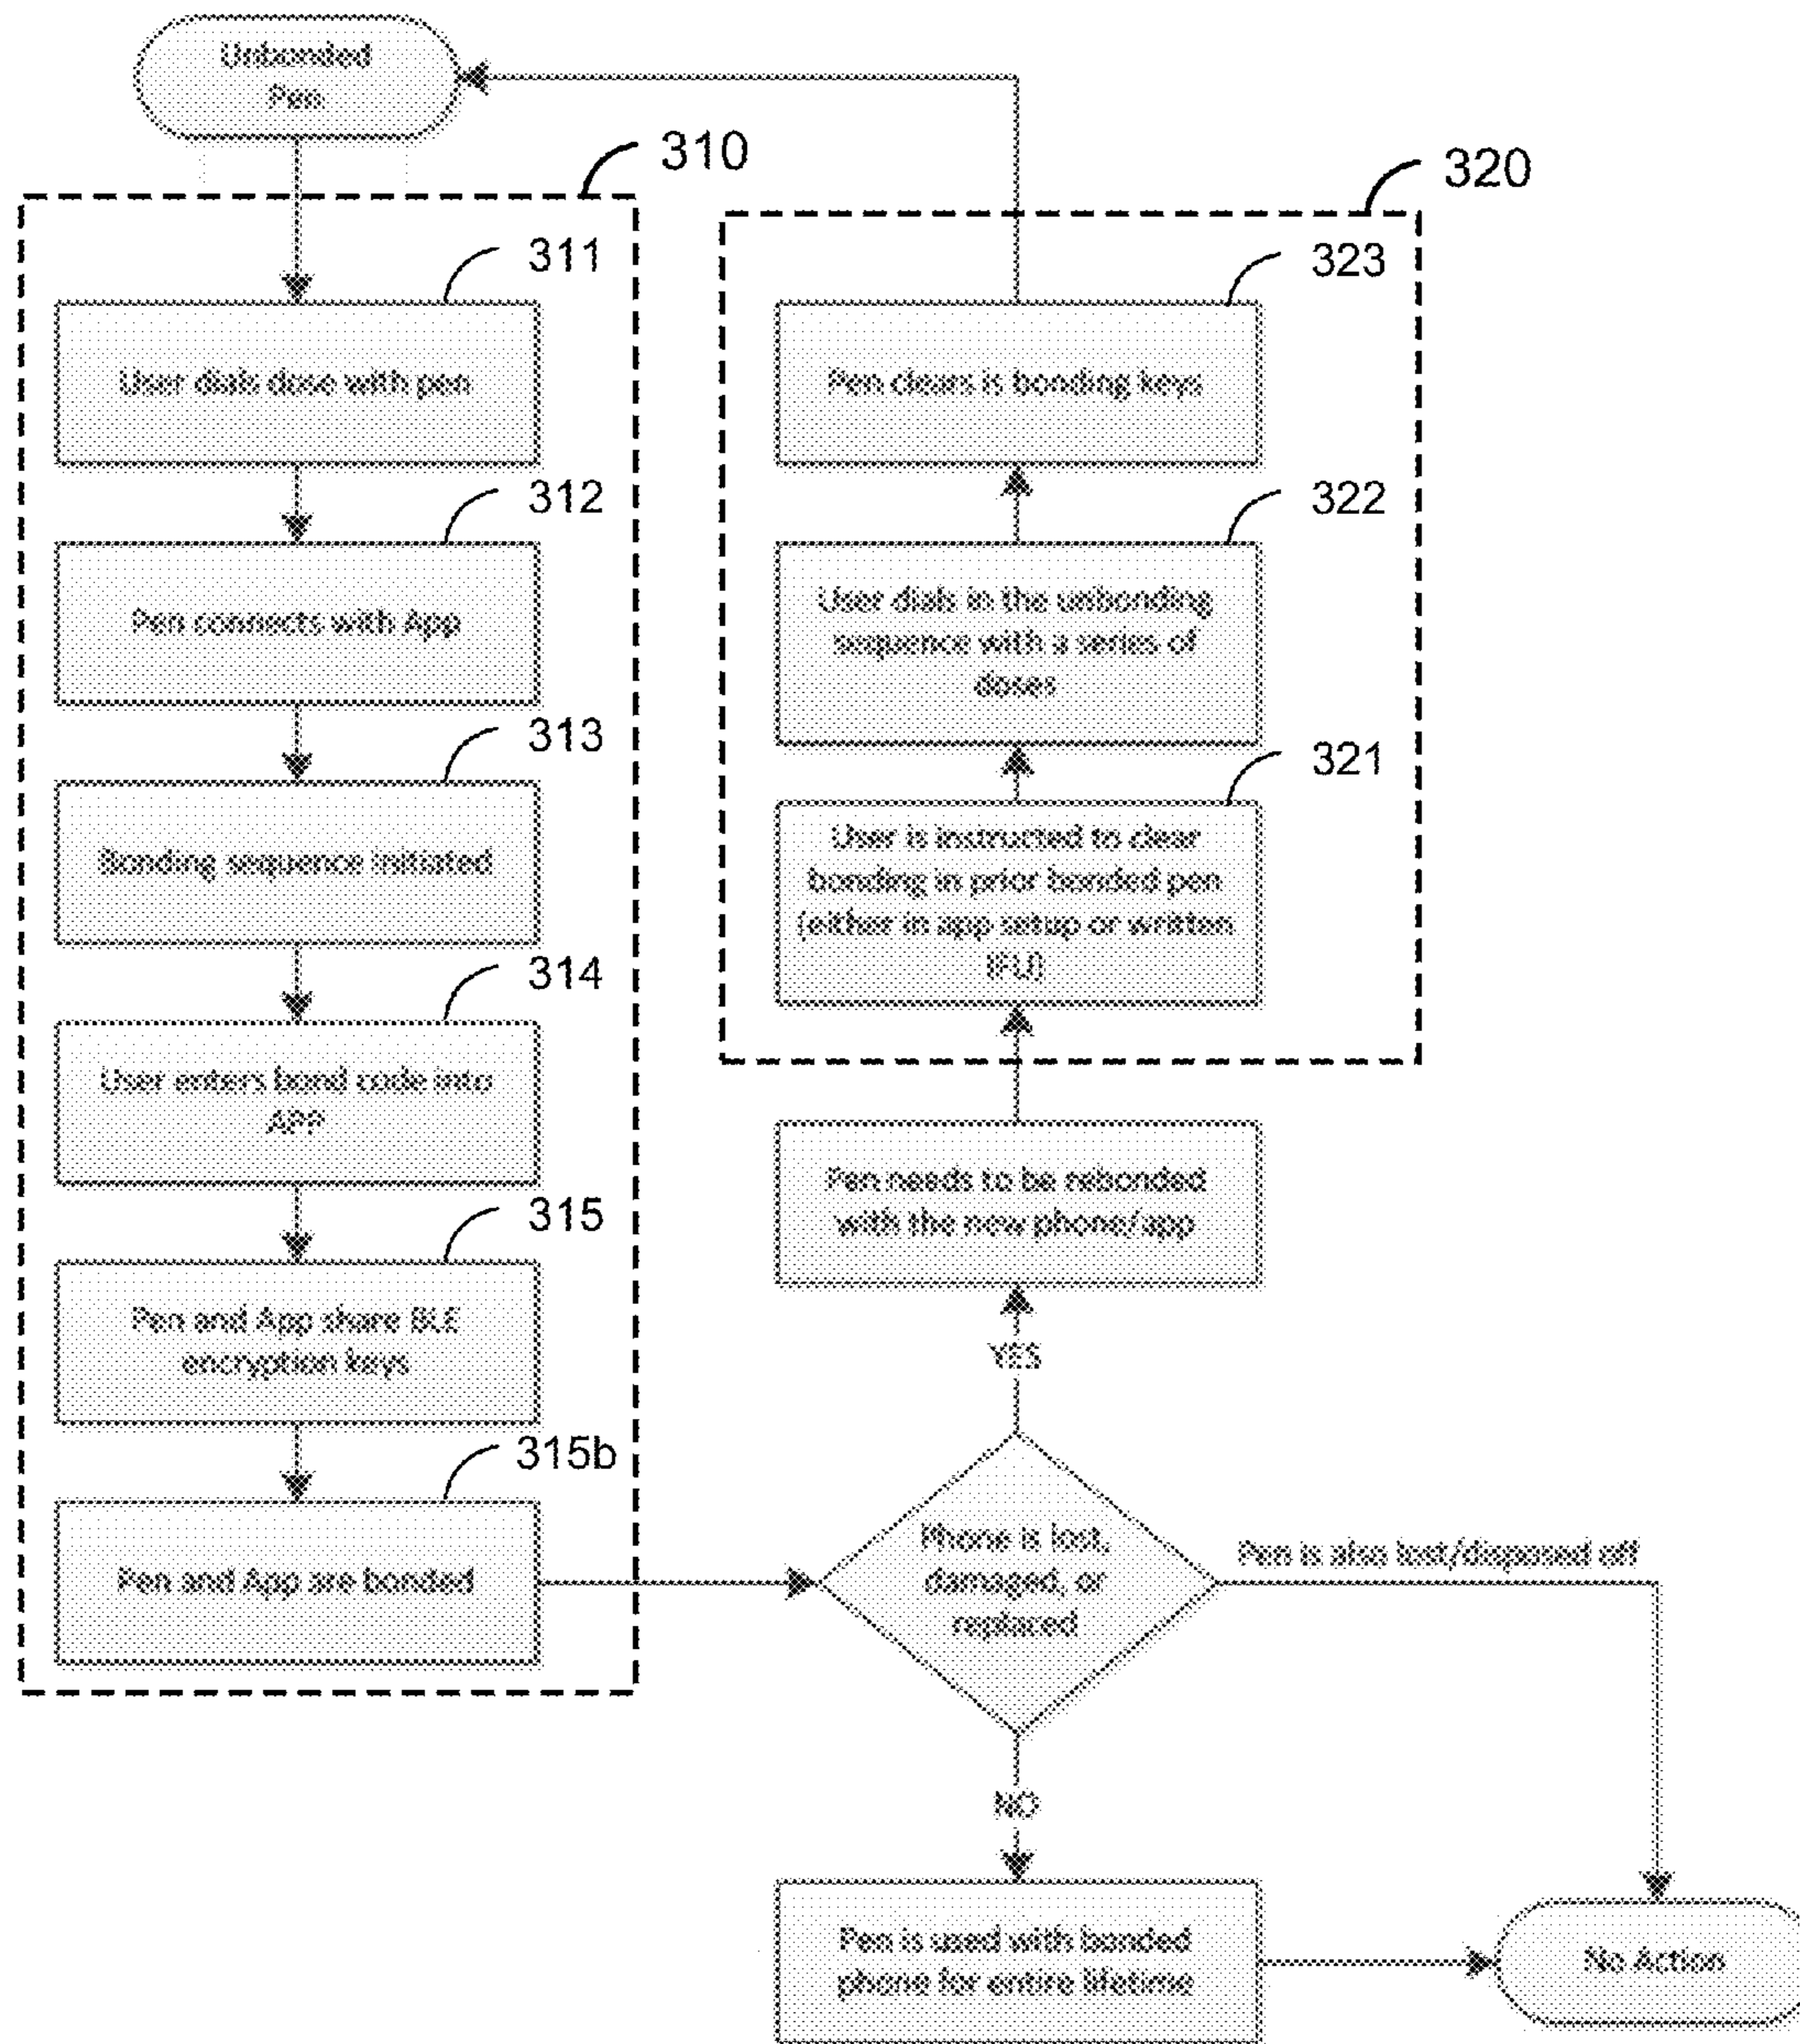 Unbonded
Pen
310
311
User dials dose with pen
312
Pen connects with App
313
Bonding sequence initiated
314
User enters bond code into
APP
315
Pen and App share BLE
encryption keys
315b
Pen and App are bonded
320
323
Pen clears is bonding keys
322
User dials in the unbonding
sequence with a series of
doses
321
User is instructed to clear
bonding in prior bonded pen
(either in app setup or written
IFU)
Pen needs to be rebonded
with the new phone/app
YES
Phone is lost,
damaged, or
replaced
Pen is also lost/disposed off
NO
Pen is used with bonded
phone for entire lifetime
No Action